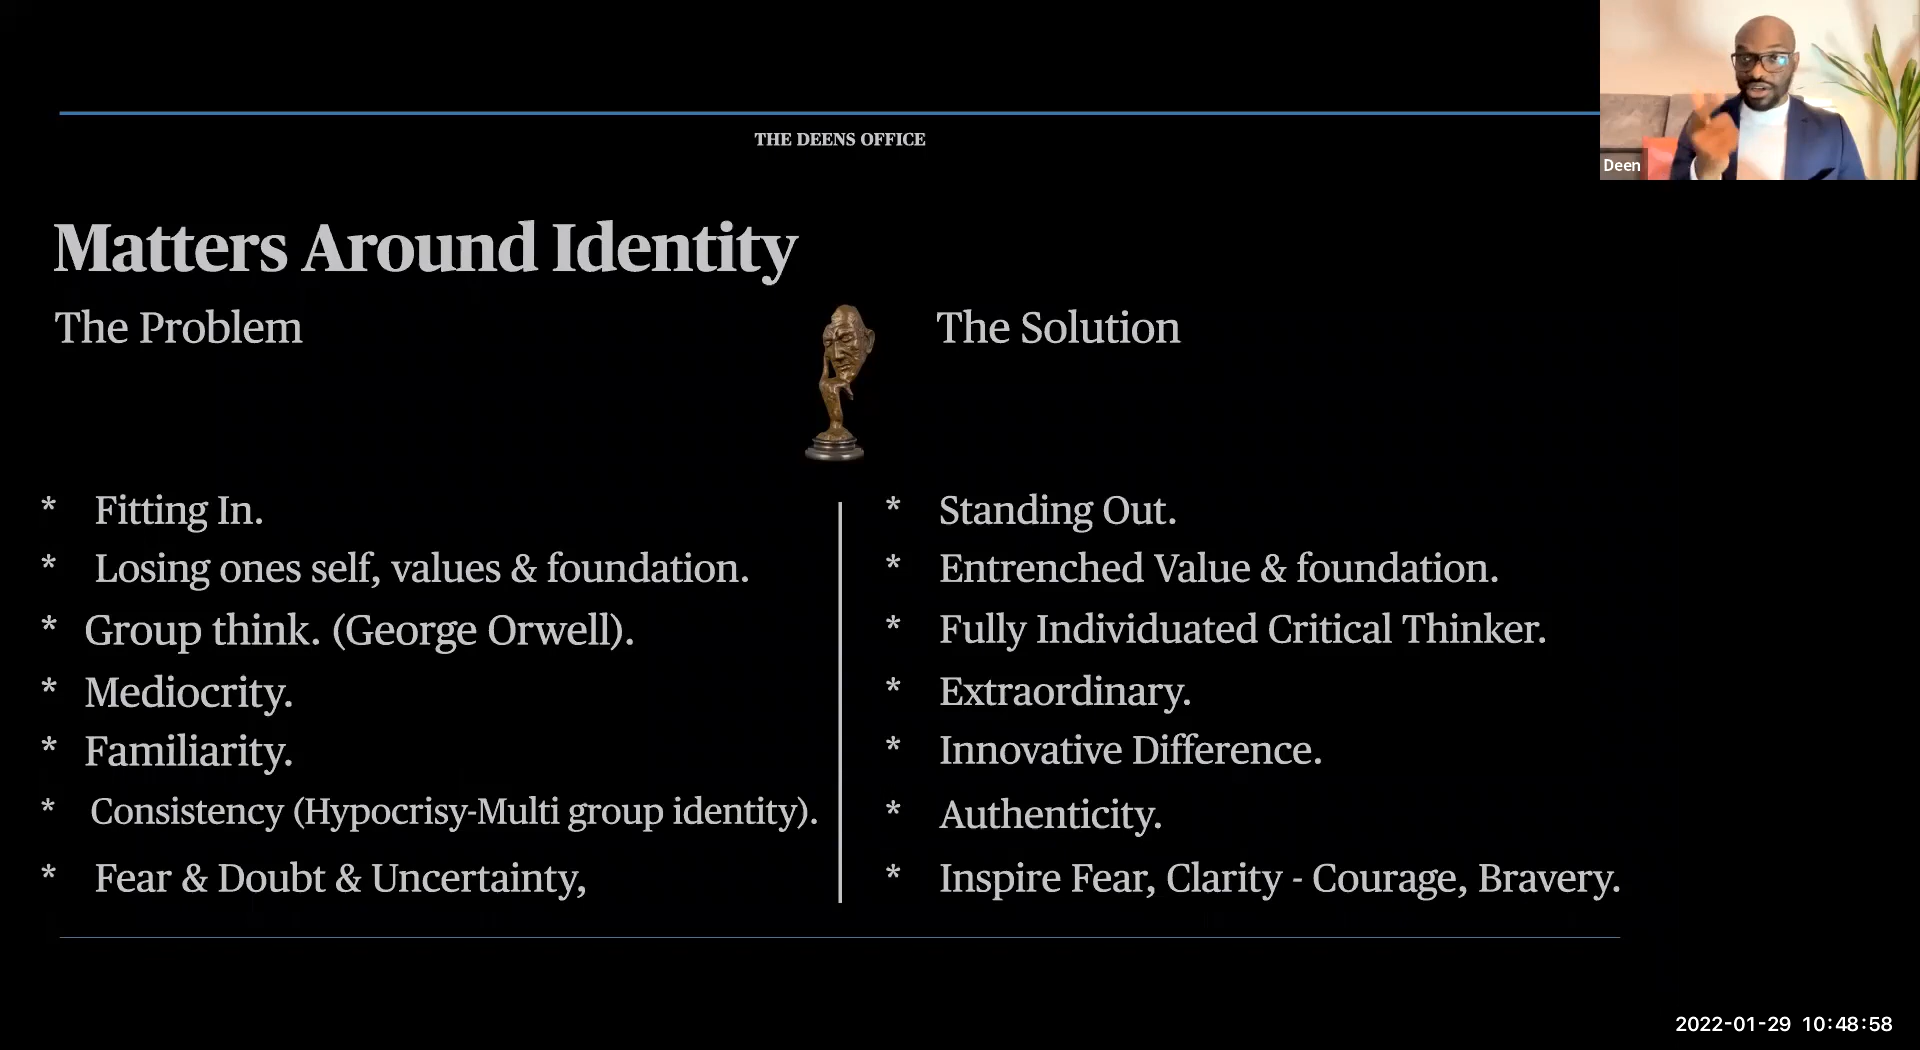 THE DEENS OFFICE
Deen
Matters Around Identity
The Problem
The Solution
* Fitting In.
* Losing ones self, values & foundation.
* Group think. (George Orwell).
* Mediocrity.
* Familiarity.
* Consistency (Hypocrisy-Multi group identity).
* Fear & Doubt & Uncertainty,
* Standing Out.
* Entrenched Value & foundation.
* Fully Individuated Critical Thinker.
* Extraordinary.
* Innovative Difference.
* Authenticity.
* Inspire Fear, Clarity - Courage, Bravery.
2022-01-29 10:48:58